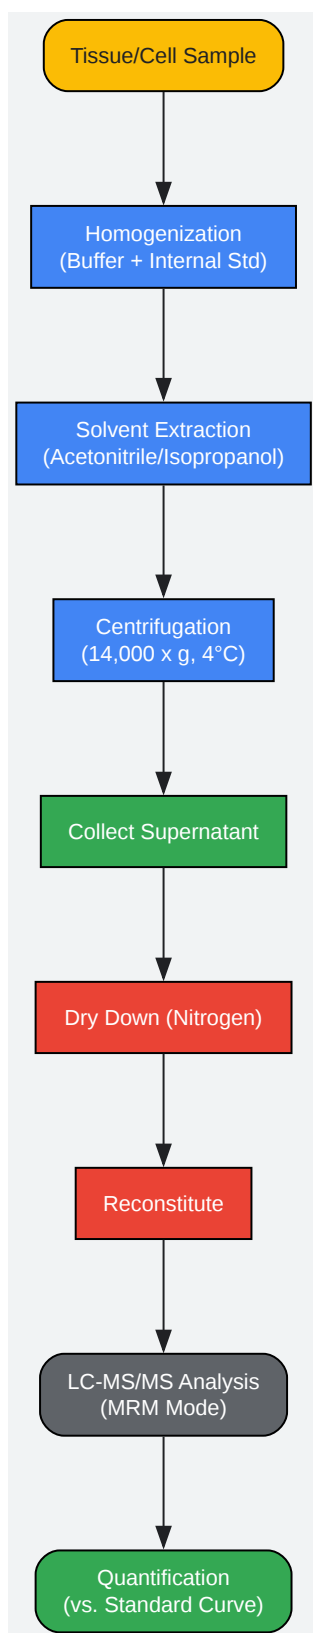 Tissue/Cell Sample
Homogenization
(Buffer + Internal Std)
Solvent Extraction
(Acetonitrile/Isopropanol)
Centrifugation
(14,000 x g, 4°C)
Collect Supernatant
Dry Down (Nitrogen)
Reconstitute
LC-MS/MS Analysis
(MRM Mode)
Quantification
(vs. Standard Curve)